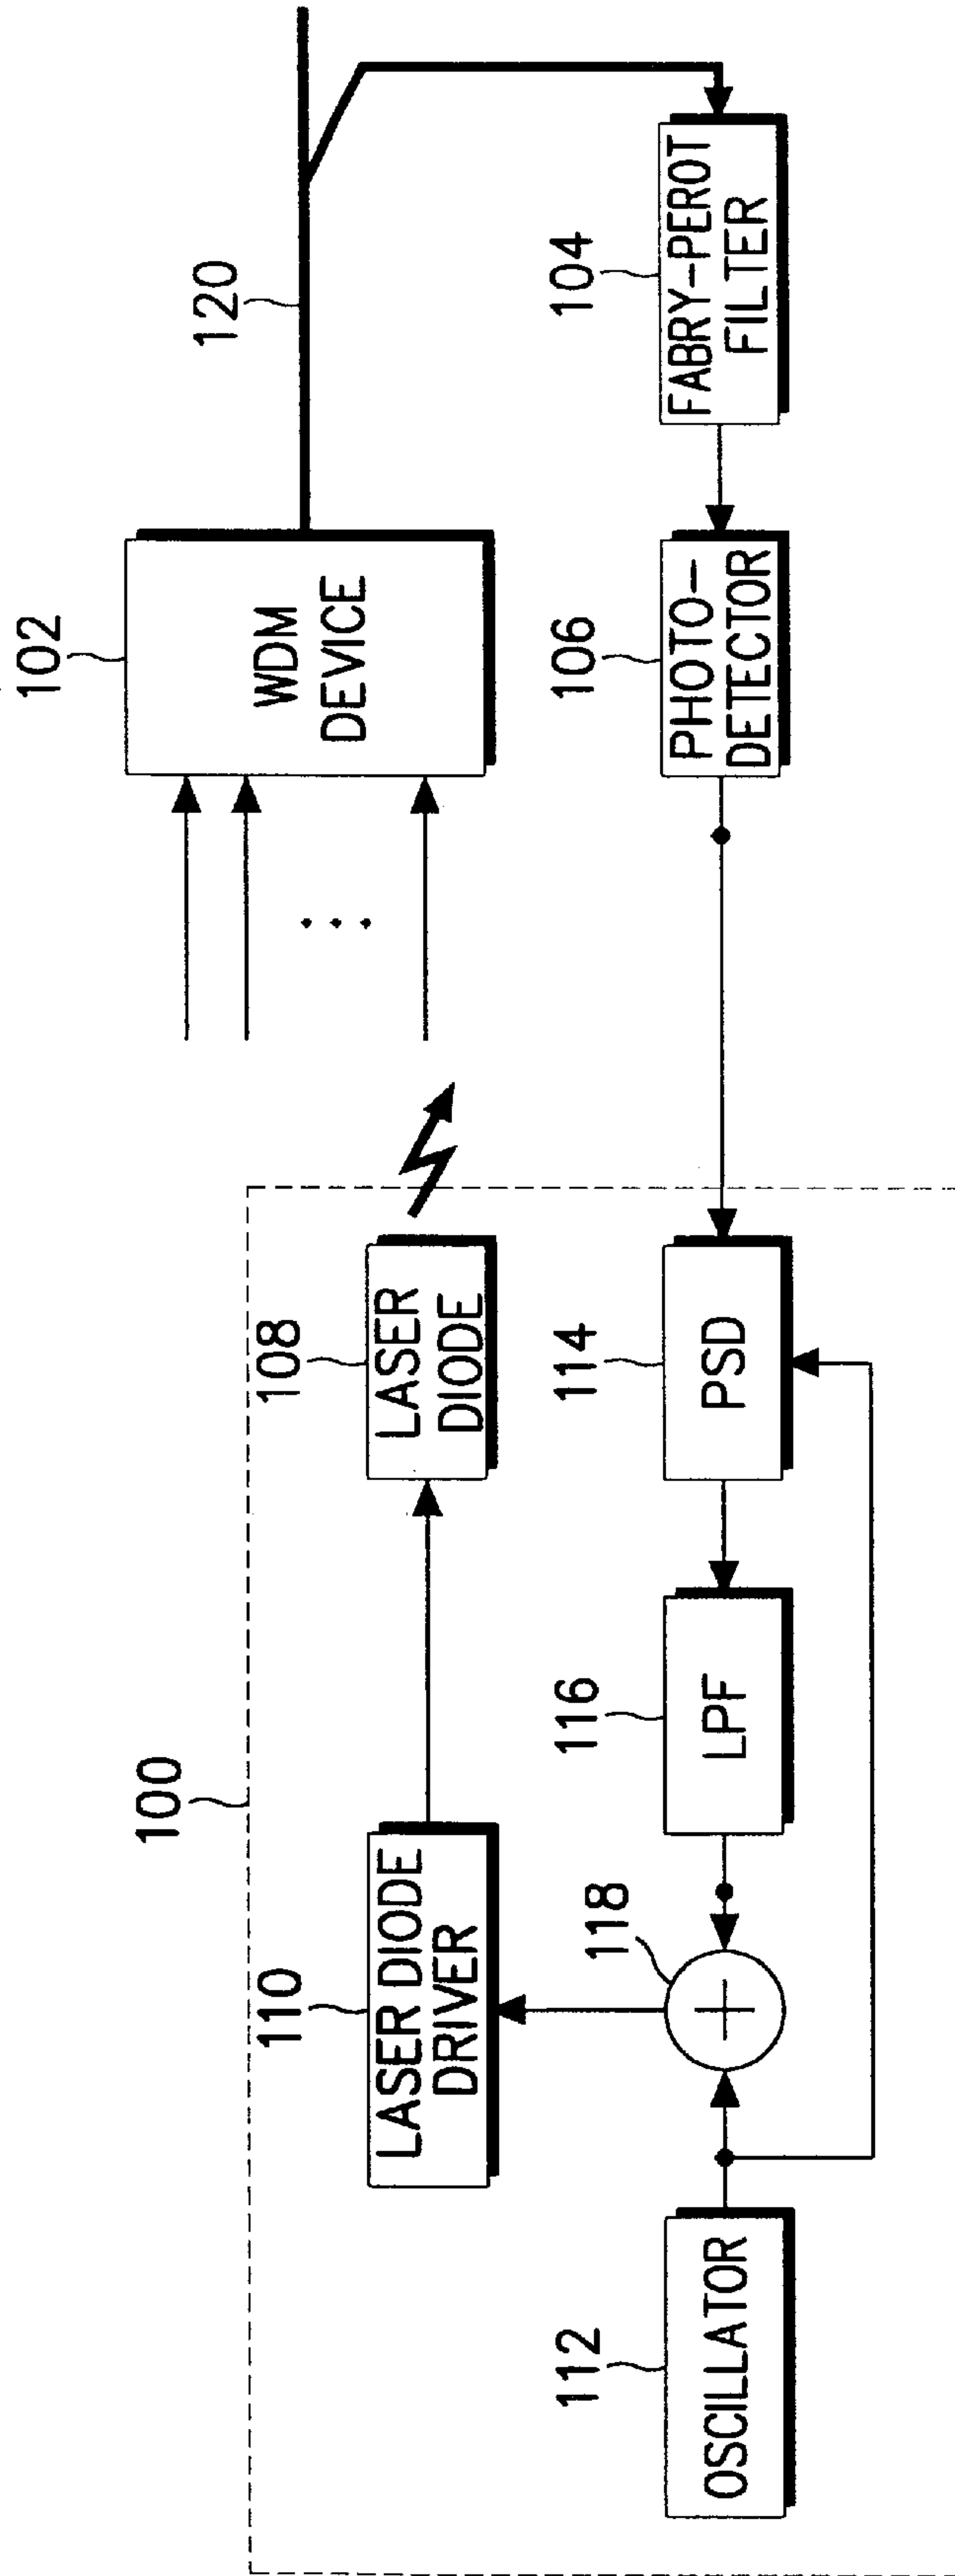 100
102
120
WDM
DEVICE
110
LASER DIODE
DRIVER
108
LASER
DIODE
112
OSCILLATOR
118
116
LPF
114
PSD
106
PHOTO-
DETECTOR
104
FABRY-PEROT
FILTER